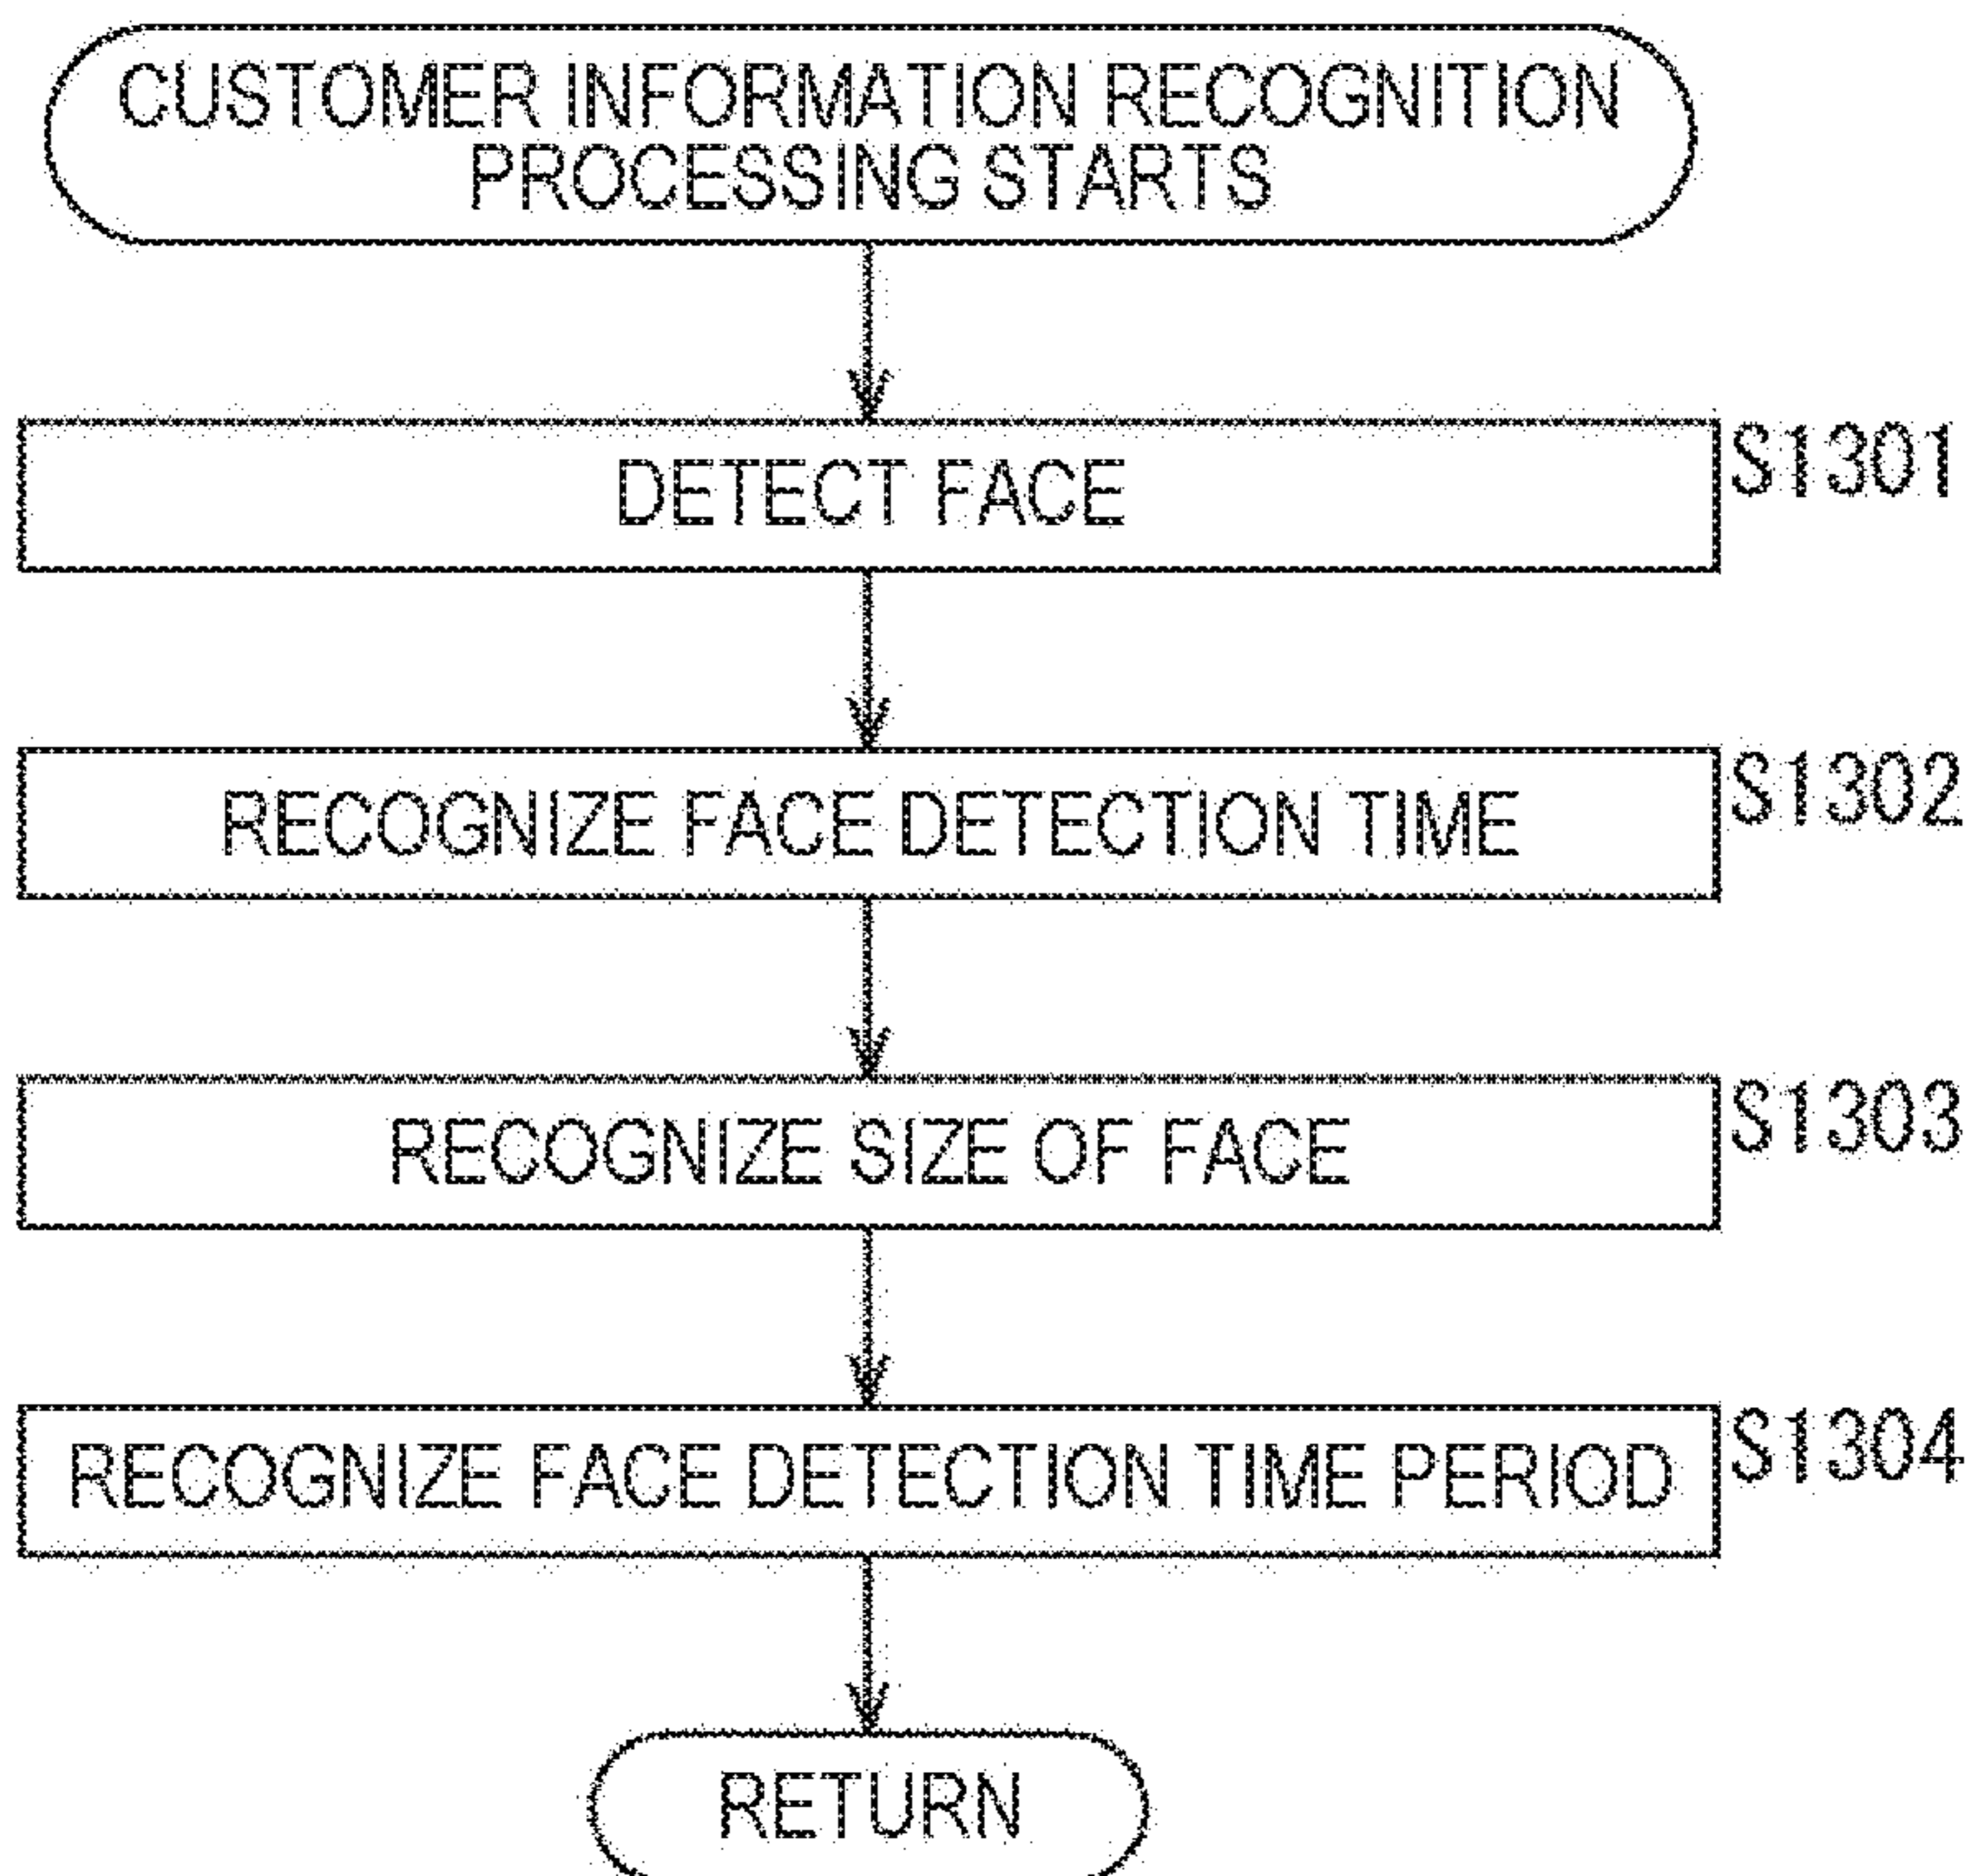 CUSTOMER INFORMATION RECOGNITION
PROCESSING STARTS
DETECT FACE
S1301
RECOGNIZE FACE DETECTION TIME
S1302
RECOGNIZE SIZE OF FACE
S1303
RECOGNIZE FACE DETECTION TIME PERIOD
S1304
RETURN